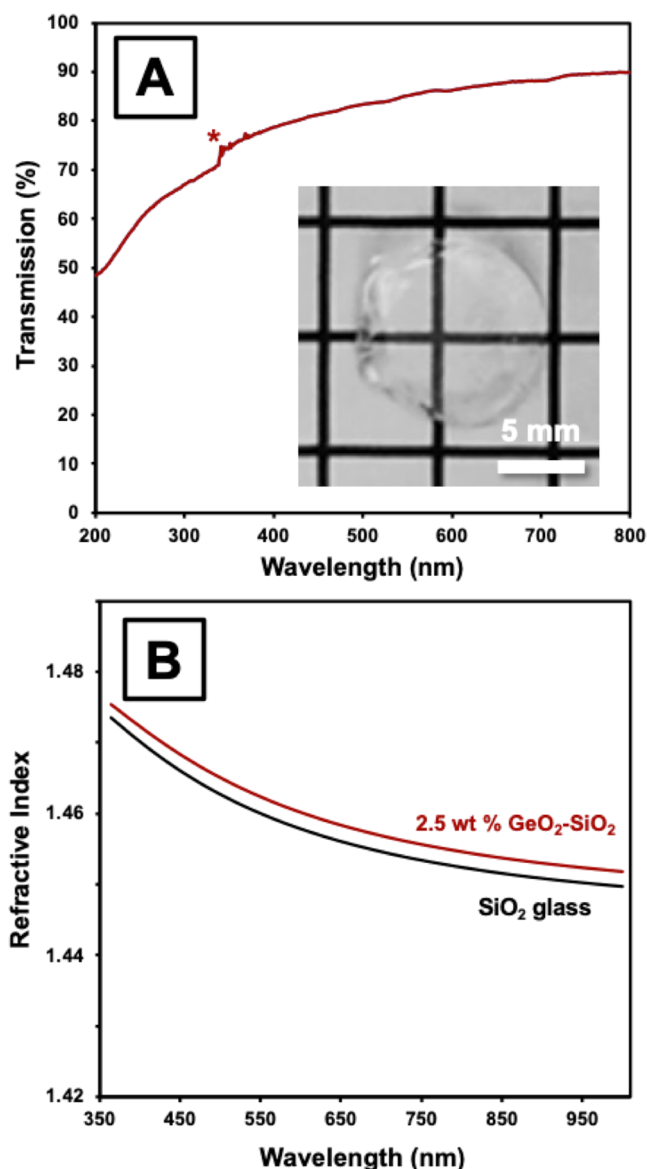 100
A
90
*
80
70
60
50
40
30
20
10
0
5 mm
200 300 400 500 600 700 800
Transmission (%)
Wavelength (nm)
B
1.48
1.46
1.44
1.42
2.5 wt % GeO₂-SiO₂
SiO₂ glass
350 450 550 650 750 850 950
Refractive Index
Wavelength (nm)